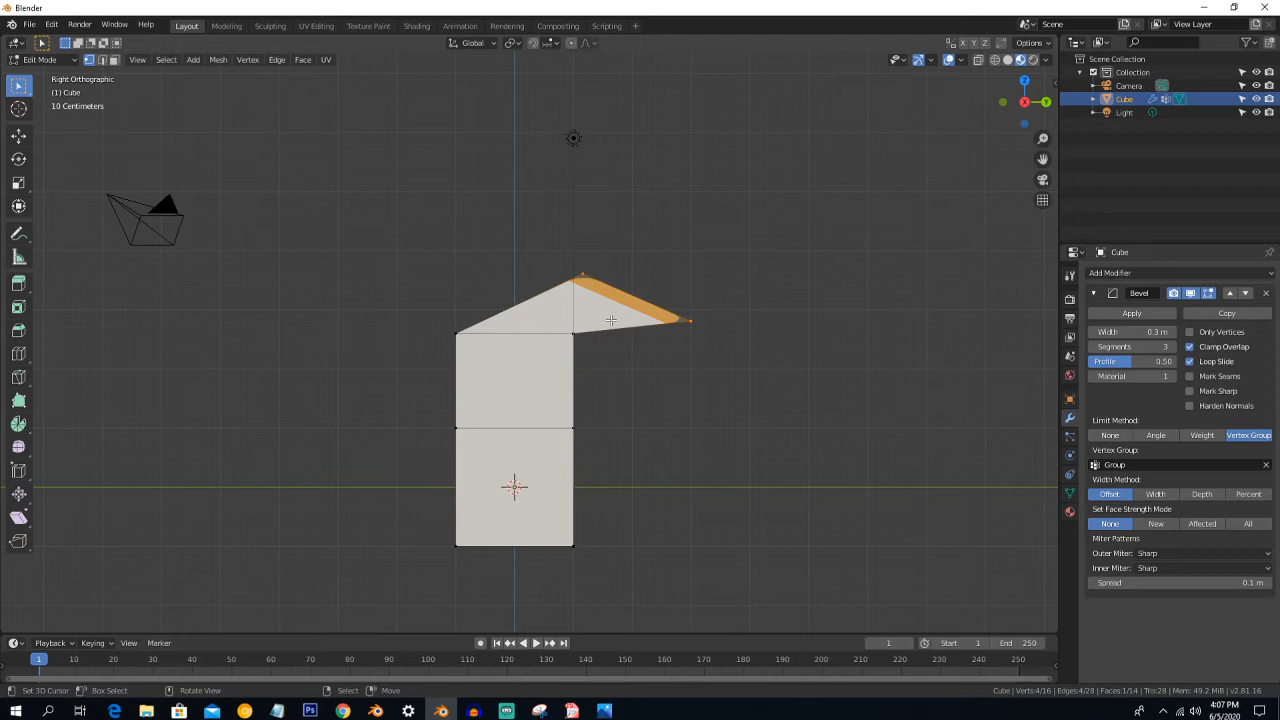 Blender
File Edit Render Window Help Layout Modeling Sculpting UV Editing Texture Paint Shading Animation Rendering Compositing Scripting Scene View Layer
Global Options
X Y Z
Edit Mode View Select Add Mesh Vertex Edge Face UV
Right Orthographic
(1) Cube
10 Centimeters
Z
X
Y
Scene Collection
Collection
Camera
Cube
Light
Cube
Add Modifier
Bevel
Apply Copy
Width 0.3 m Only Vertices
Segments 3 Clamp Overlap
Profile 0.50 Loop Slide
Material 1 Mark Seams
Mark Sharp
Harden Normals
Limit Method:
None Angle Weight Vertex Group
Vertex Group:
Group
Width Method:
Offset Width Depth Percent
Set Face Strength Mode
None New Affected All
Miter Patterns
Outer Miter: Sharp
Inner Miter: Sharp
Spread 0.1 m
Playback Keying View Marker 1 Start 1 End 250
1 10 20 30 40 50 60 70 80 90 100 110 120 130 140 150 160 170 180 190 200 210 220 230 240 250
Set 3D Cursor Box Select Rotate View Select Move Cube | Verts:4/16 | Edges:4/28 | Faces:1/14 | Tris:28 | Mem: 49.2 MiB | v2.81.16
4:07 PM
6/5/2020